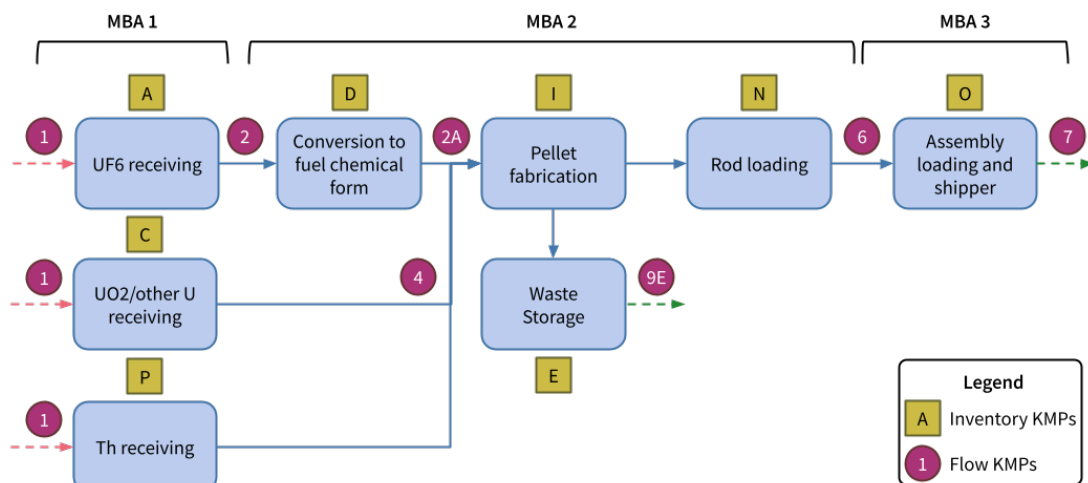 MBA 1
MBA 2
MBA 3
A
D
I
N
O
1
UF6 receiving
2
Conversion to
fuel chemical
form
2A
Pellet
fabrication
Rod loading
6
Assembly
loading and
shipper
7
C
1
UO2/other U
receiving
4
Waste
Storage
9E
P
E
1
Th receiving
Legend
A
Inventory KMPs
1
Flow KMPs